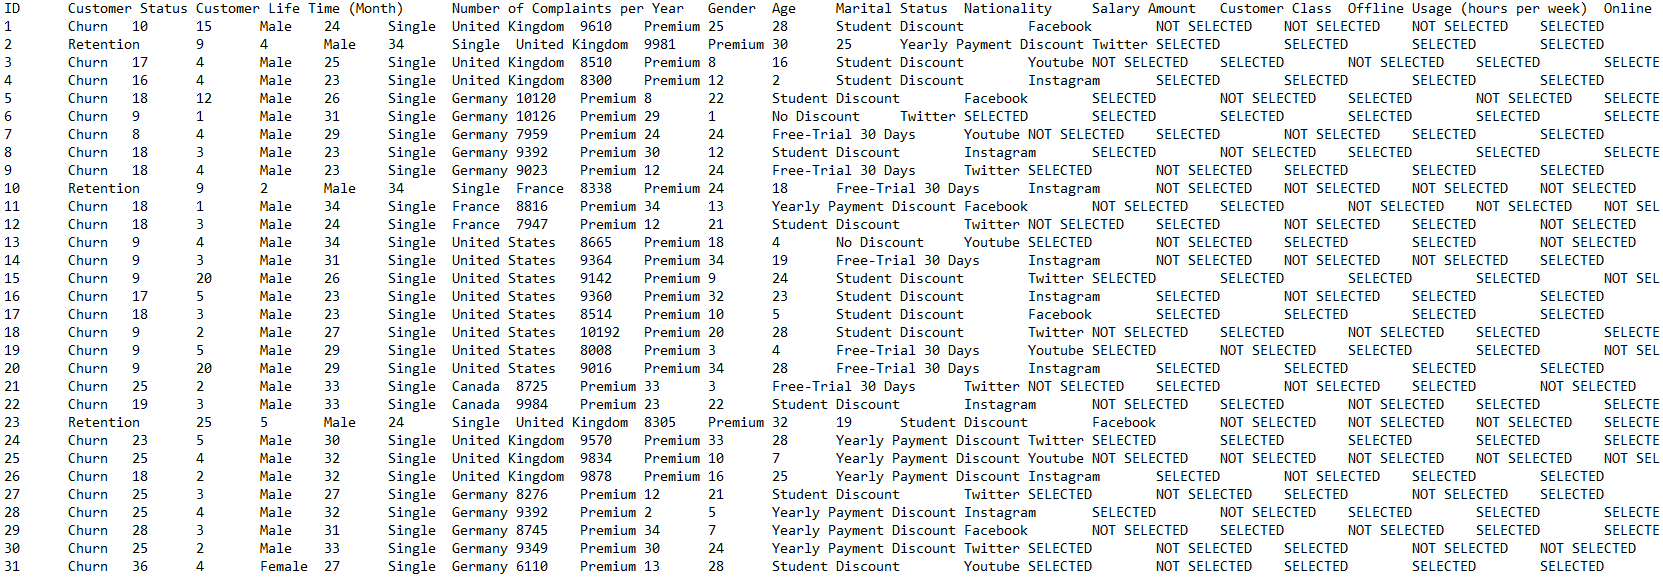 ID Customer Status Customer Life Time (Month) Number of Complaints per Year Gender Age Marital Status Nationality Salary Amount Customer Class Offline Usage (hours per week) Online
1 Churn 10 15 Male 24 Single United Kingdom 9610 Premium 25 28 Student Discount Facebook NOT SELECTED NOT SELECTED NOT SELECTED SELECTED
2 Retention 9 4 Male 34 Single United Kingdom 9981 Premium 30 25 Yearly Payment Discount Twitter SELECTED SELECTED SELECTED SELECTED
3 Churn 17 4 Male 25 Single United Kingdom 8510 Premium 8 16 Student Discount Youtube NOT SELECTED SELECTED NOT SELECTED SELECTED SELECTE
4 Churn 16 4 Male 23 Single United Kingdom 8300 Premium 12 2 Student Discount Instagram SELECTED SELECTED SELECTED SELECTED
5 Churn 18 12 Male 26 Single Germany 10120 Premium 8 22 Student Discount Facebook SELECTED NOT SELECTED SELECTED NOT SELECTED SELECTE
6 Churn 9 1 Male 31 Single Germany 10126 Premium 29 1 No Discount Twitter SELECTED SELECTED SELECTED SELECTED SELECTE
7 Churn 8 4 Male 29 Single Germany 7959 Premium 24 24 Free-Trial 30 Days Youtube NOT SELECTED SELECTED NOT SELECTED SELECTED SELECTED
8 Churn 18 3 Male 23 Single Germany 9392 Premium 30 12 Student Discount Instagram SELECTED NOT SELECTED SELECTED SELECTED SELECTE
9 Churn 18 4 Male 23 Single Germany 9023 Premium 12 24 Free-Trial 30 Days Twitter SELECTED NOT SELECTED SELECTED SELECTED SELECTED
10 Retention 9 2 Male 34 Single France 8338 Premium 24 18 Free-Trial 30 Days Instagram NOT SELECTED NOT SELECTED NOT SELECTED NOT SELECTED
11 Churn 18 1 Male 34 Single France 8816 Premium 34 13 Yearly Payment Discount Facebook NOT SELECTED SELECTED NOT SELECTED NOT SELECTED NOT SEL
12 Churn 18 3 Male 24 Single France 7947 Premium 12 21 Student Discount Twitter NOT SELECTED SELECTED NOT SELECTED SELECTED NOT SELECTED
13 Churn 9 4 Male 34 Single United States 8665 Premium 18 4 No Discount Youtube SELECTED NOT SELECTED SELECTED SELECTED NOT SELECTED
14 Churn 9 3 Male 31 Single United States 9364 Premium 34 19 Free-Trial 30 Days Instagram NOT SELECTED NOT SELECTED NOT SELECTED SELECTED
15 Churn 9 20 Male 26 Single United States 9142 Premium 9 24 Student Discount Twitter SELECTED SELECTED SELECTED SELECTED NOT SEL
16 Churn 17 5 Male 23 Single United States 9360 Premium 32 23 Student Discount Instagram SELECTED NOT SELECTED SELECTED SELECTED
17 Churn 18 3 Male 23 Single United States 8514 Premium 10 5 Student Discount Facebook SELECTED SELECTED SELECTED SELECTED
18 Churn 9 2 Male 27 Single United States 10192 Premium 20 28 Student Discount Twitter NOT SELECTED SELECTED NOT SELECTED SELECTED SELECTE
19 Churn 9 5 Male 29 Single United States 8008 Premium 3 4 Free-Trial 30 Days Youtube SELECTED NOT SELECTED SELECTED SELECTED NOT SEL
20 Churn 9 20 Male 29 Single United States 9016 Premium 34 28 Free-Trial 30 Days Instagram SELECTED SELECTED SELECTED SELECTED
21 Churn 25 2 Male 33 Single Canada 8725 Premium 33 3 Free-Trial 30 Days Twitter NOT SELECTED SELECTED NOT SELECTED SELECTED NOT SELECTED
22 Churn 19 3 Male 33 Single Canada 9984 Premium 23 22 Student Discount Instagram NOT SELECTED SELECTED NOT SELECTED SELECTED SELECTE
23 Retention 25 5 Male 24 Single United Kingdom 8305 Premium 32 19 Student Discount Facebook NOT SELECTED NOT SELECTED NOT SELECTED SELECTE
24 Churn 23 5 Male 30 Single United Kingdom 9570 Premium 33 28 Yearly Payment Discount Twitter SELECTED SELECTED SELECTED SELECTED SELECTE
25 Churn 25 4 Male 32 Single United Kingdom 9834 Premium 10 7 Yearly Payment Discount Youtube NOT SELECTED NOT SELECTED NOT SELECTED NOT SELECTED NOT SEL
26 Churn 18 2 Male 32 Single United Kingdom 9878 Premium 16 25 Yearly Payment Discount Instagram SELECTED NOT SELECTED SELECTED SELECTED
27 Churn 25 3 Male 27 Single Germany 8276 Premium 12 21 Student Discount Twitter SELECTED NOT SELECTED SELECTED NOT SELECTED SELECTED
28 Churn 25 4 Male 32 Single Germany 9392 Premium 2 5 Yearly Payment Discount Instagram SELECTED NOT SELECTED SELECTED SELECTED SELECTE
29 Churn 28 3 Male 31 Single Germany 8745 Premium 34 7 Yearly Payment Discount Facebook NOT SELECTED SELECTED NOT SELECTED SELECTED SELECTE
30 Churn 25 2 Male 33 Single Germany 9349 Premium 30 24 Yearly Payment Discount Twitter SELECTED NOT SELECTED SELECTED NOT SELECTED NOT SELECTED
31 Churn 36 4 Female 27 Single Germany 6110 Premium 13 28 Student Discount Youtube SELECTED NOT SELECTED SELECTED SELECTED SELECTED